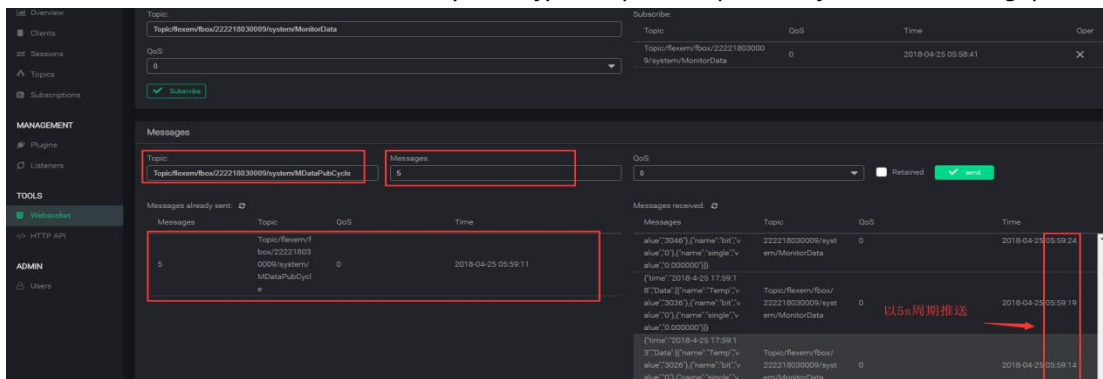 Overview
Clients
Sessions
Topics
Subscriptions
MANAGEMENT
Plugins
Listeners
TOOLS
Websocket
HTTP API
ADMIN
Users
Topic:
Topic/flexem/fbox/222218030009/system/MonitorData
QoS:
0
Subscribe
Subscribe:
Topic QoS Time Oper
Topic/flexem/fbox/22221803000
9/system/MonitorData
0
2018-04-25 05:58:41
Messages
Topic:
Topic/flexem/fbox/222218030009/system/MDataPubCycle
Messages:
5
QoS:
0
Retained
send
Messages already sent:
Messages Topic QoS Time
5
Topic/flexem/f
box/22221803
0009/system/
MDataPubCycl
e
0
2018-04-25 05:59:11
Messages received:
Messages Topic QoS Time
alue","3046"},{"name":"bit","v
alue","0"},{"name":"single","v
alue","0.000000"}]}
222218030009/syst
em/MonitorData
0
2018-04-25 05:59:24
{"time":"2018-4-25 17:59:1
8","Data":[{"name":"Temp","v
alue","3036"},{"name":"bit","v
alue","0"},{"name":"single","v
alue","0.000000"}]}
Topic/flexem/fbox/
222218030009/syst
em/MonitorData
0
2018-04-25 05:59:19
以5s周期推送
{"time":"2018-4-25 17:59:1
3","Data":[{"name":"Temp","v
alue","3026"},{"name":"bit","v
alue","0"},{"name":"single","v
Topic/flexem/fbox/
222218030009/syst
em/MonitorData
0
2018-04-25 05:59:14